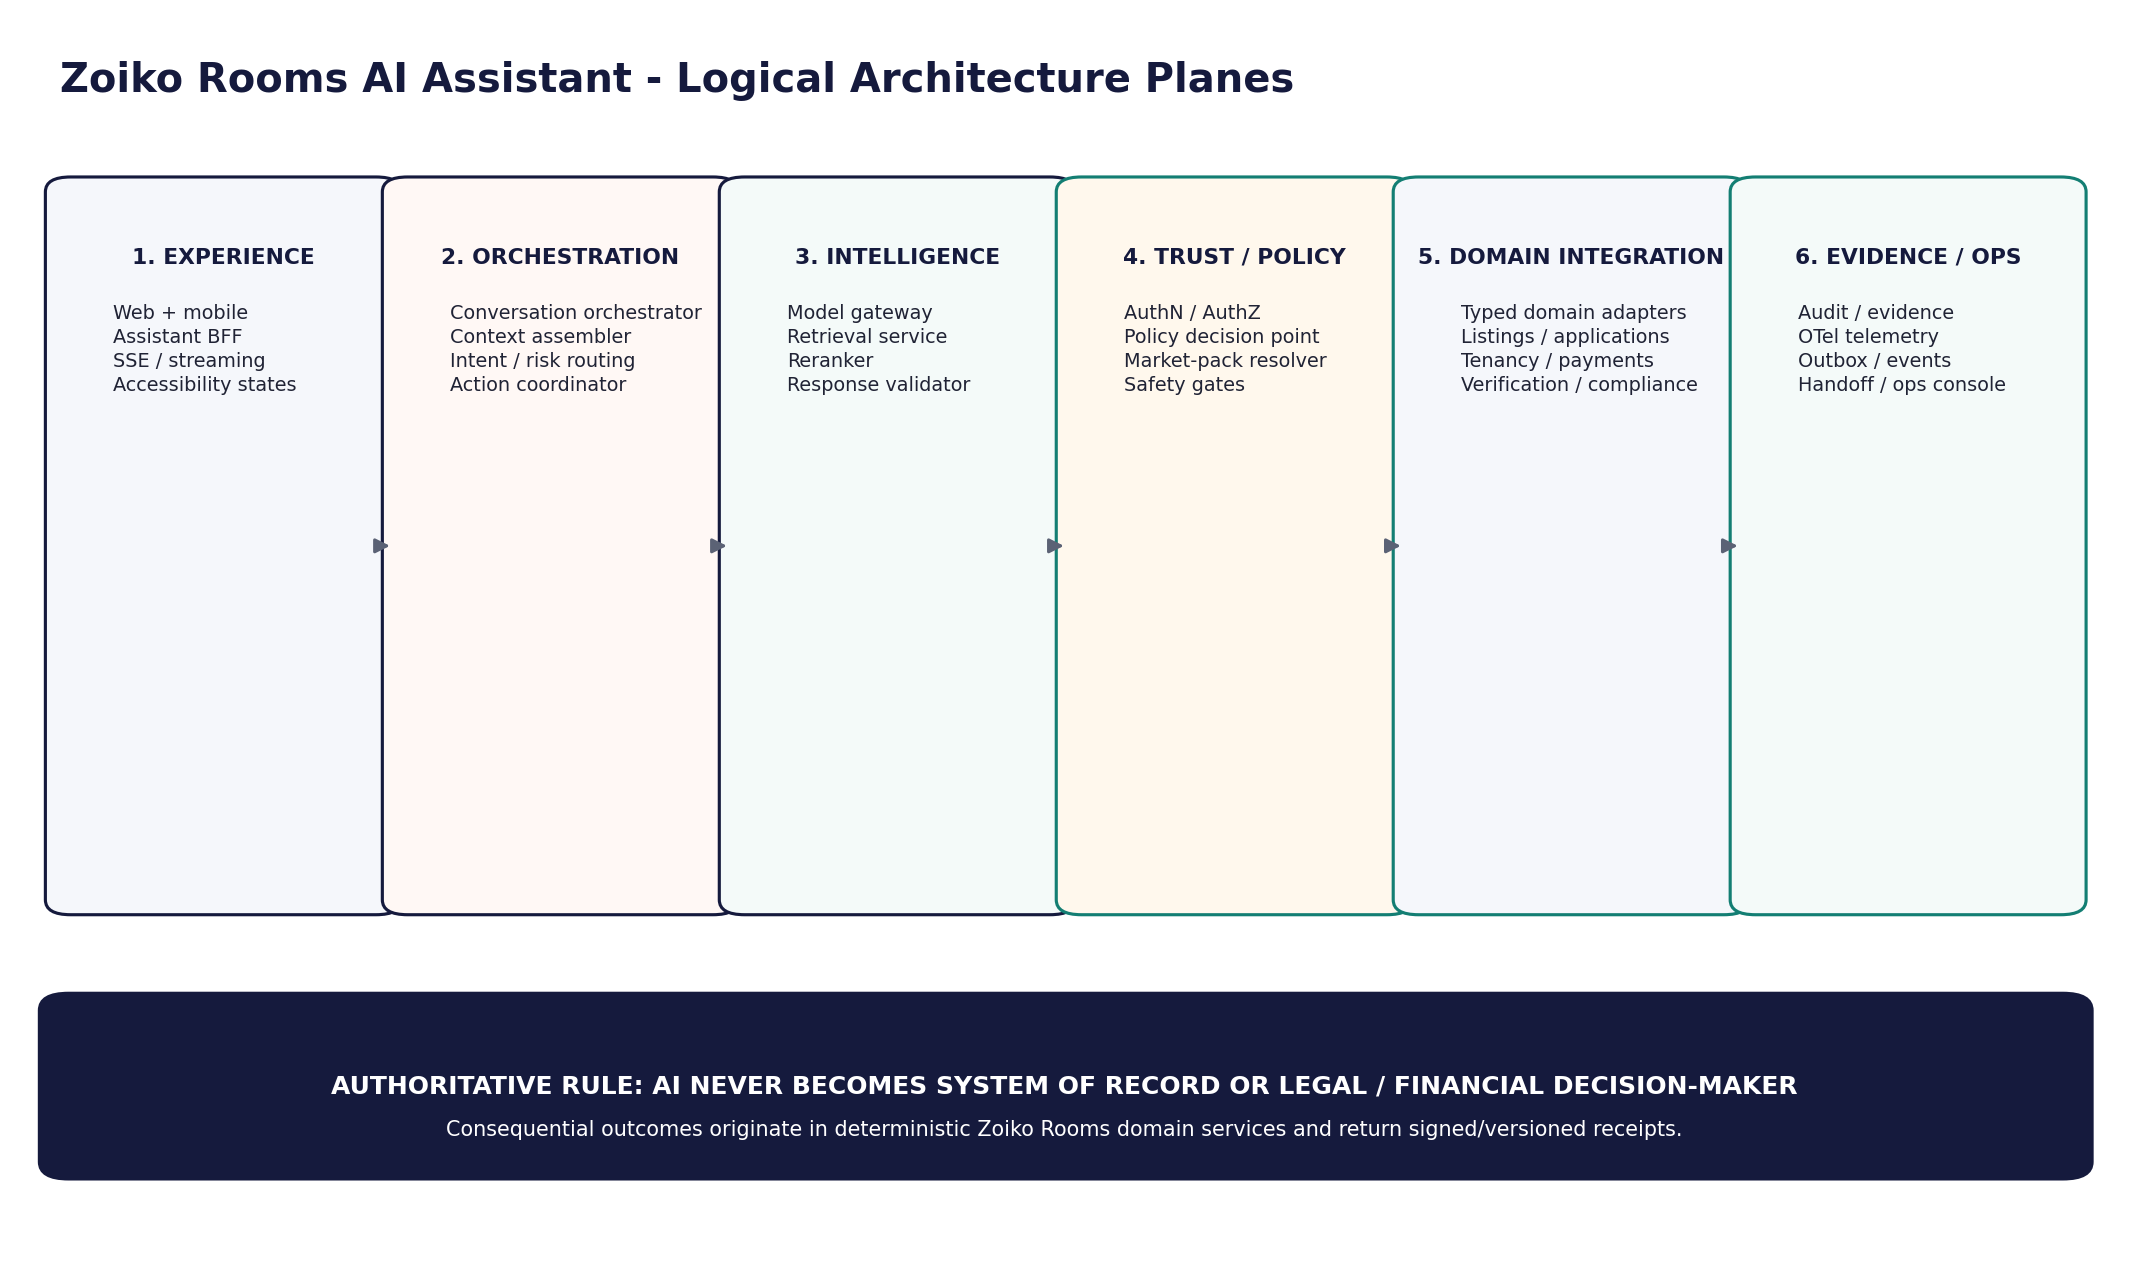 Zoiko Rooms AI Assistant - Logical Architecture Planes
1. EXPERIENCE
Web + mobile
Assistant BFF
SSE / streaming
Accessibility states
2. ORCHESTRATION
Conversation orchestrator
Context assembler
Intent / risk routing
Action coordinator
3. INTELLIGENCE
Model gateway
Retrieval service
Reranker
Response validator
4. TRUST / POLICY
AuthN / AuthZ
Policy decision point
Market-pack resolver
Safety gates
5. DOMAIN INTEGRATION
Typed domain adapters
Listings / applications
Tenancy / payments
Verification / compliance
6. EVIDENCE / OPS
Audit / evidence
OTel telemetry
Outbox / events
Handoff / ops console
AUTHORITATIVE RULE: AI NEVER BECOMES SYSTEM OF RECORD OR LEGAL / FINANCIAL DECISION-MAKER
Consequential outcomes originate in deterministic Zoiko Rooms domain services and return signed/versioned receipts.